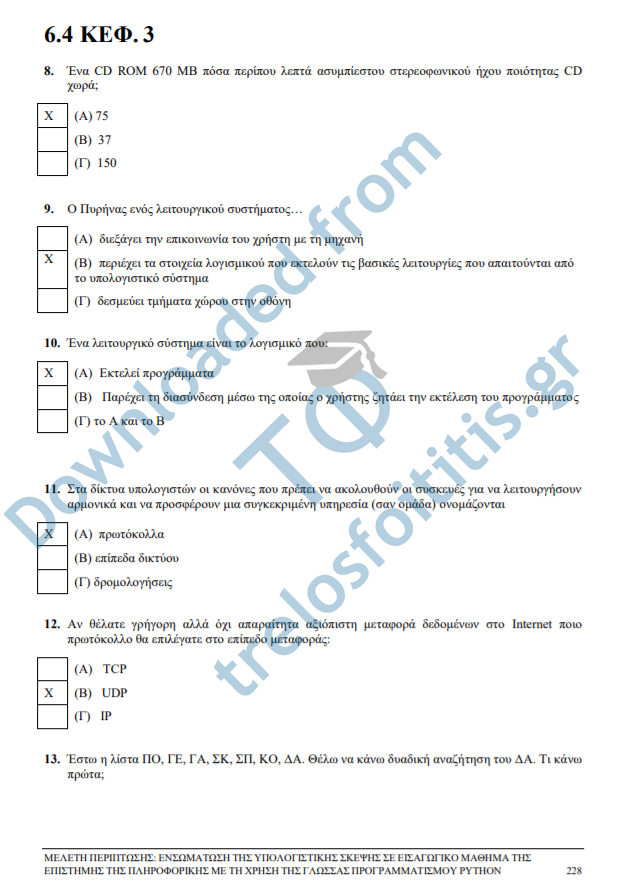 6.4 ΚΕΦ. 3
8. Ένα CD ROM 670 MB πόσα περίπου λεπτά ασυμπίεστου στερεοφωνικού ήχου ποιότητας CD
χωρά;
X (Α) 75
(Β) 37
(Γ) 150
9. Ο Πυρήνας ενός λειτουργικού συστήματος…
(Α) διεξάγει την επικοινωνία του χρήστη με τη μηχανή
X (Β) περιέχει τα στοιχεία λογισμικού που εκτελούν τις βασικές λειτουργίες που απαιτούνται από
το υπολογιστικό σύστημα
(Γ) δεσμεύει τμήματα χώρου στην οθόνη
10. Ένα λειτουργικό σύστημα είναι το λογισμικό που:
X (Α) Εκτελεί προγράμματα
(Β) Παρέχει τη διασύνδεση μέσω της οποίας ο χρήστης ζητάει την εκτέλεση του προγράμματος
(Γ) το Α και το Β
11. Στα δίκτυα υπολογιστών οι κανόνες που πρέπει να ακολουθούν οι συσκευές για να λειτουργήσουν
αρμονικά και να προσφέρουν μια συγκεκριμένη υπηρεσία (σαν ομάδα) ονομάζονται
X (Α) πρωτόκολλα
(Β) επίπεδα δικτύου
(Γ) δρομολογήσεις
12. Αν θέλατε γρήγορη αλλά όχι απαραίτητα αξιόπιστη μεταφορά δεδομένων στο Internet ποιο
πρωτόκολλο θα επιλέγατε στο επίπεδο μεταφοράς:
(Α) TCP
X (Β) UDP
(Γ) IP
13. Έστω η λίστα ΠΟ, ΓΕ, ΓΑ, ΣΚ, ΣΠ, ΚΟ, ΔΑ. Θέλω να κάνω δυαδική αναζήτηση του ΔΑ. Τι κάνω
πρώτα;
ΜΕΛΕΤΗ ΠΕΡΙΠΤΩΣΗΣ: ΕΝΣΩΜΑΤΩΣΗ ΤΗΣ ΥΠΟΛΟΓΙΣΤΙΚΗΣ ΣΚΕΨΗΣ ΣΕ ΕΙΣΑΓΩΓΙΚΟ ΜΑΘΗΜΑ ΤΗΣ
ΕΠΙΣΤΗΜΗΣ ΤΗΣ ΠΛΗΡΟΦΟΡΙΚΗΣ ΜΕ ΤΗ ΧΡΗΣΗ ΤΗΣ ΓΛΩΣΣΑΣ ΠΡΟΓΡΑΜΜΑΤΙΣΜΟΥ PYTHON 228
Downloaded from
ΤΦ
trelosfoititis.gr